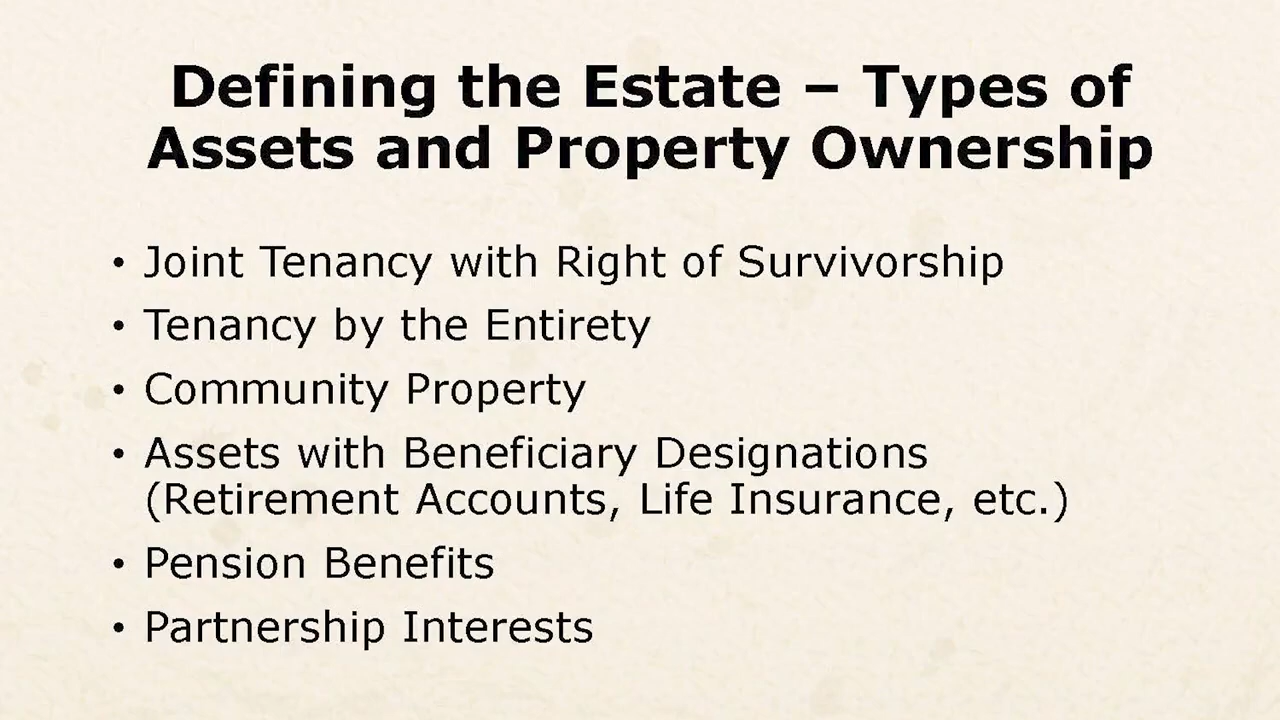 Defining the Estate – Types of
Assets and Property Ownership
• Joint Tenancy with Right of Survivorship
• Tenancy by the Entirety
• Community Property
• Assets with Beneficiary Designations
(Retirement Accounts, Life Insurance, etc.)
• Pension Benefits
• Partnership Interests